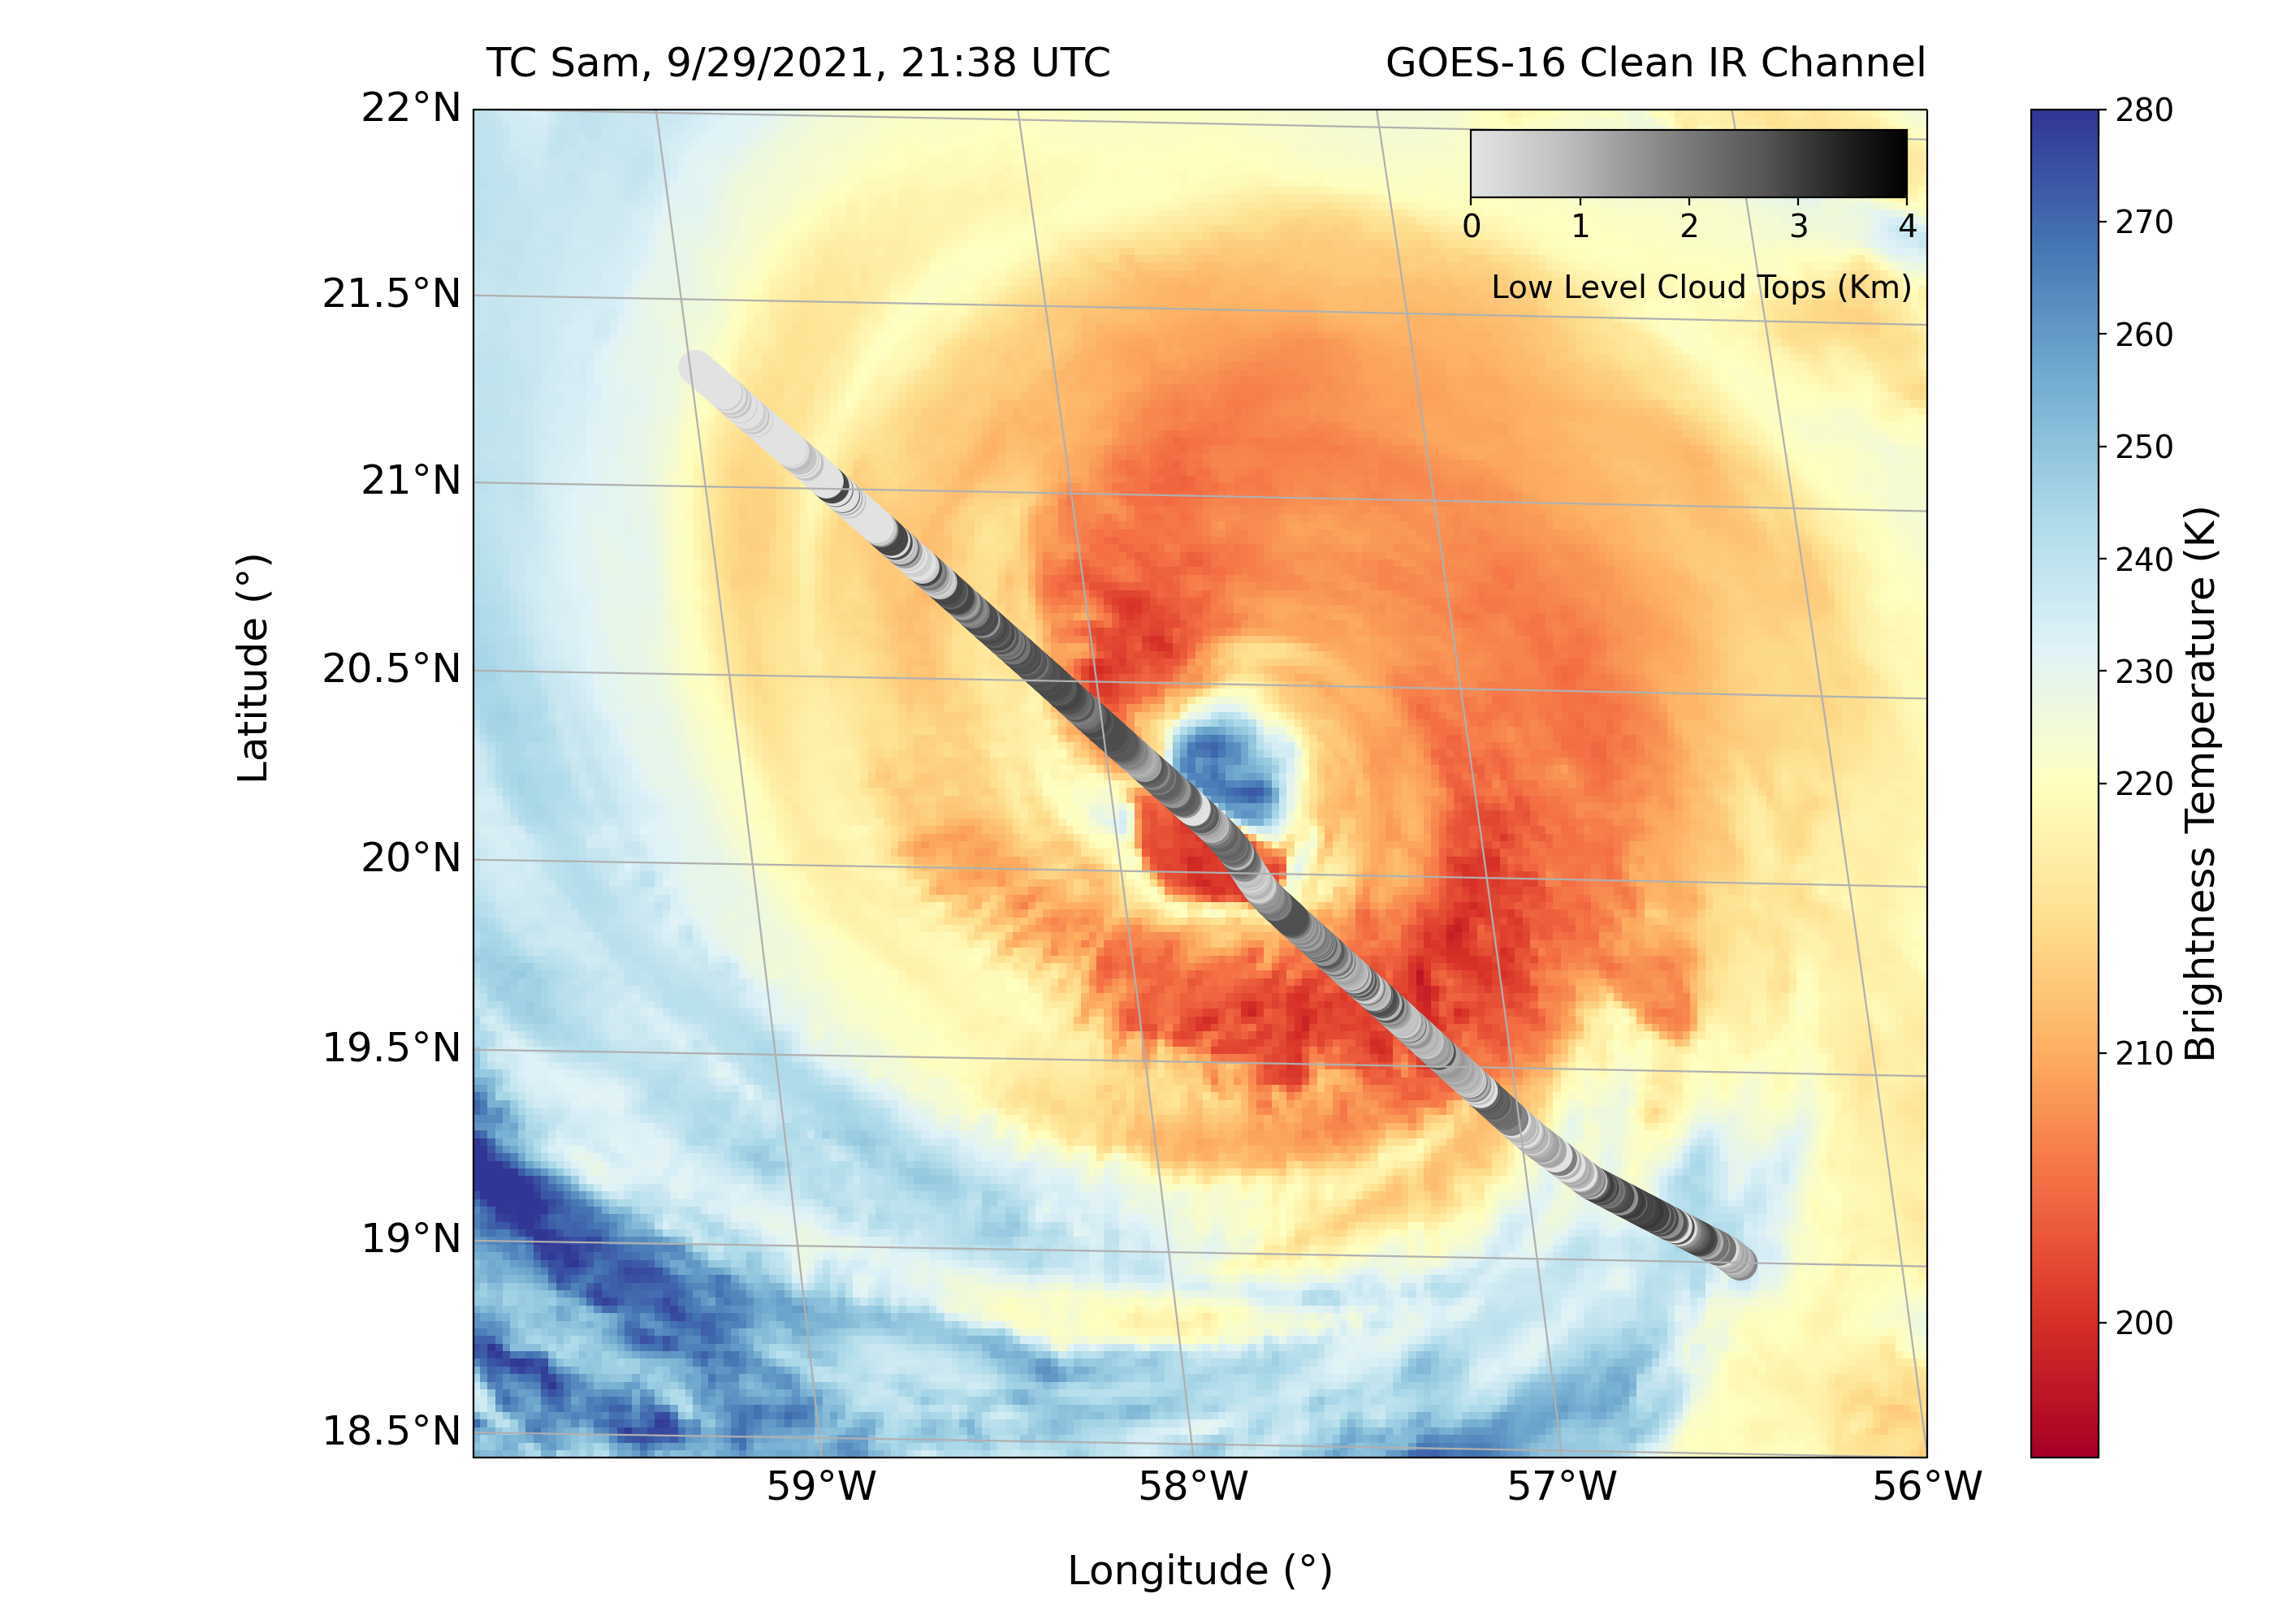 TC Sam, 9/29/2021, 21:38 UTC
GOES-16 Clean IR Channel
22°N
21.5°N
21°N
20.5°N
20°N
19.5°N
19°N
18.5°N
Latitude (°)
0 1 2 3 4
Low Level Cloud Tops (Km)
280
270
260
250
240
230
220
210
200
Brightness Temperature (K)
59°W 58°W 57°W 56°W
Longitude (°)